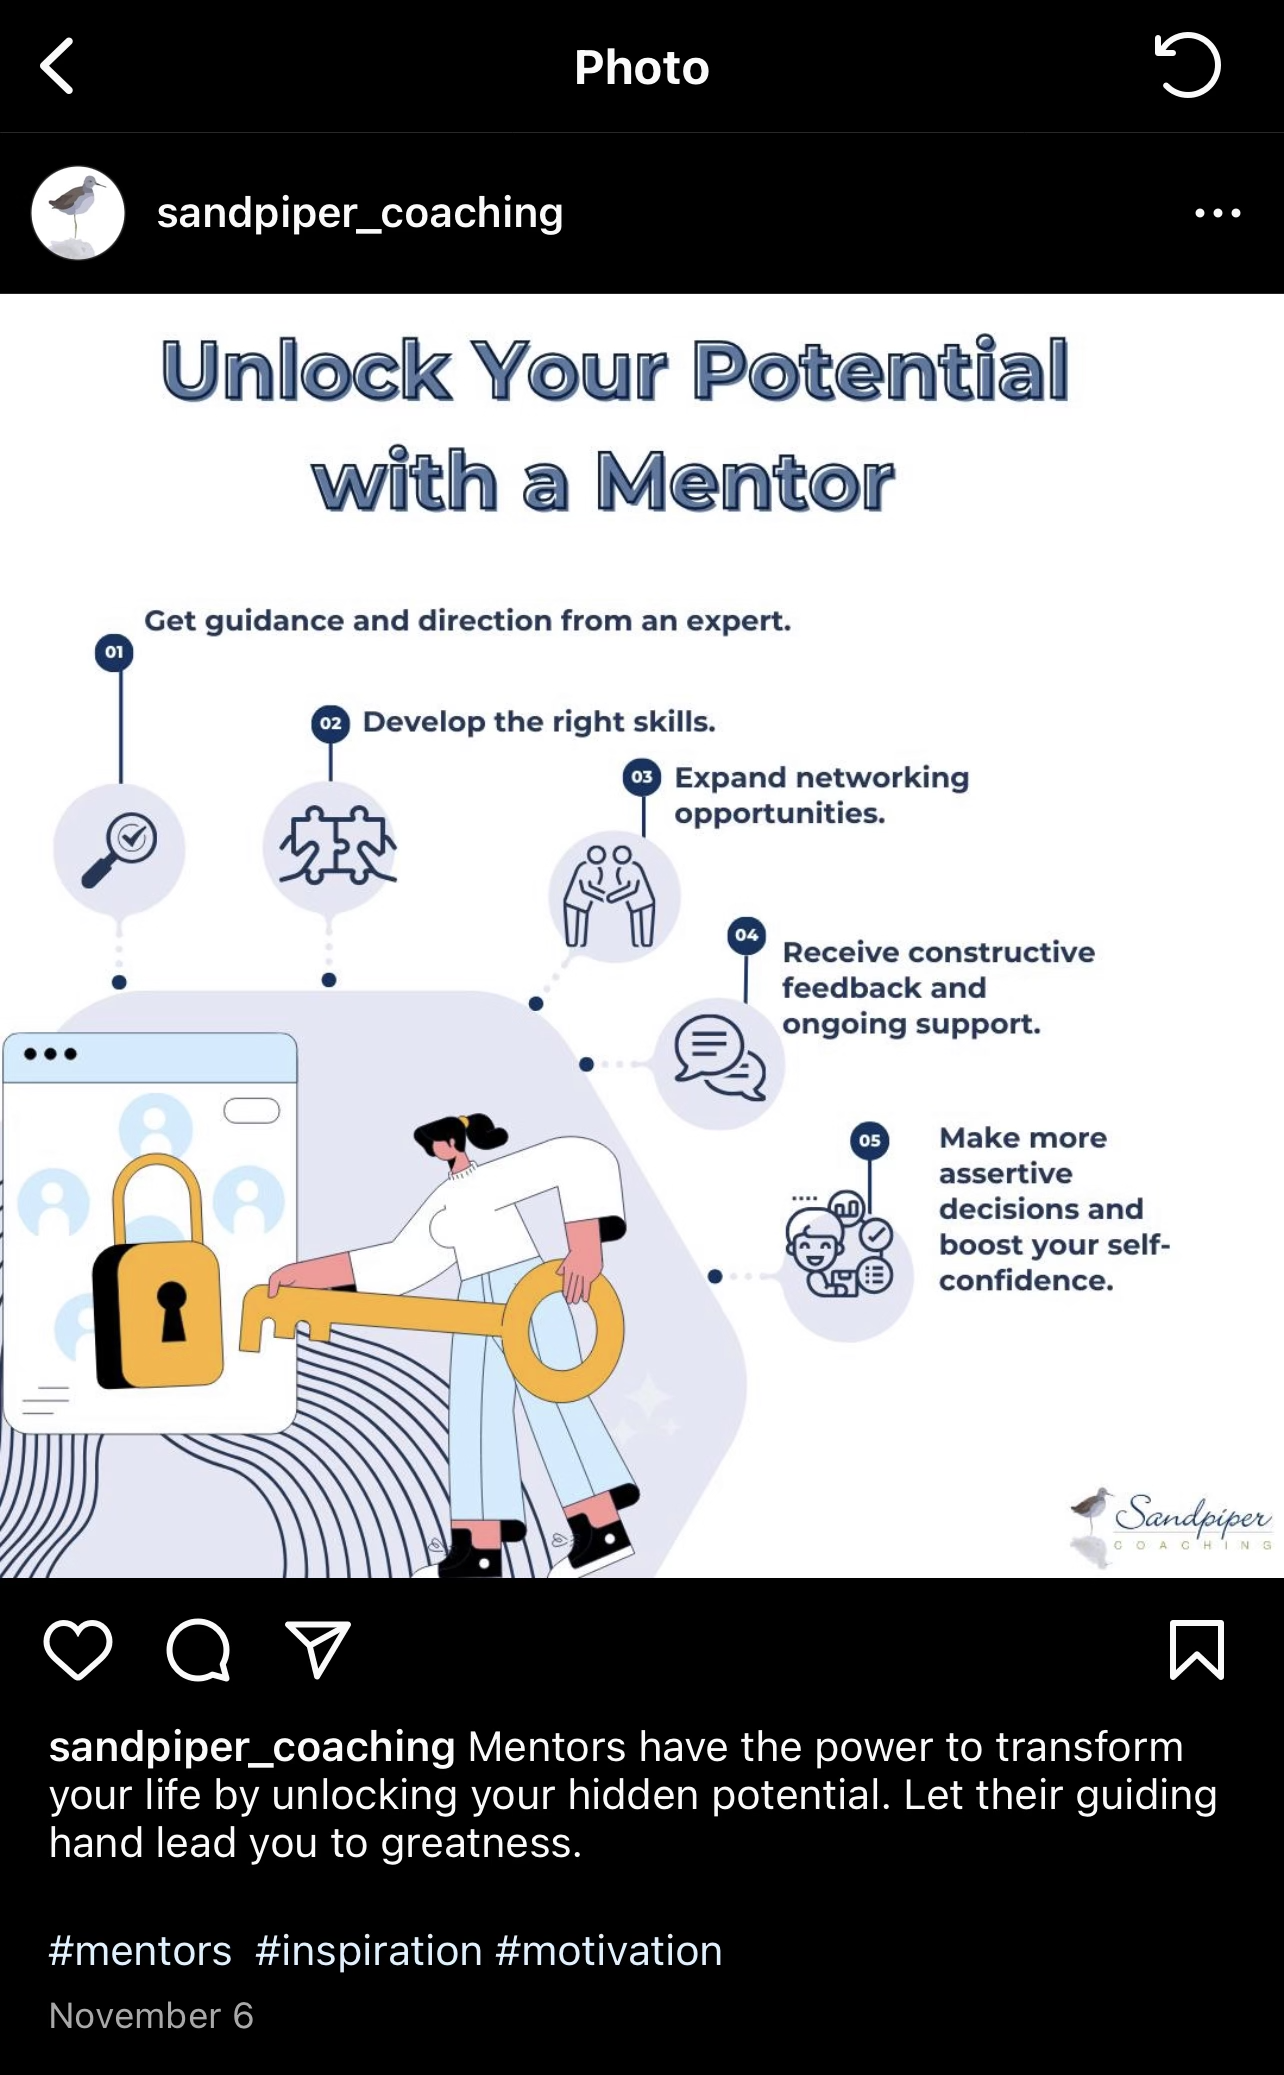 Photo
sandpiper_coaching
Unlock Your Potential
with a Mentor
01
Get guidance and direction from an expert.
02
Develop the right skills.
03
Expand networking
opportunities.
04
Receive constructive
feedback and
ongoing support.
05
Make more
assertive
decisions and
boost your self-
confidence.
Sandpiper
COACHING
sandpiper_coaching Mentors have the power to transform
your life by unlocking your hidden potential. Let their guiding
hand lead you to greatness.
#mentors #inspiration #motivation
November 6